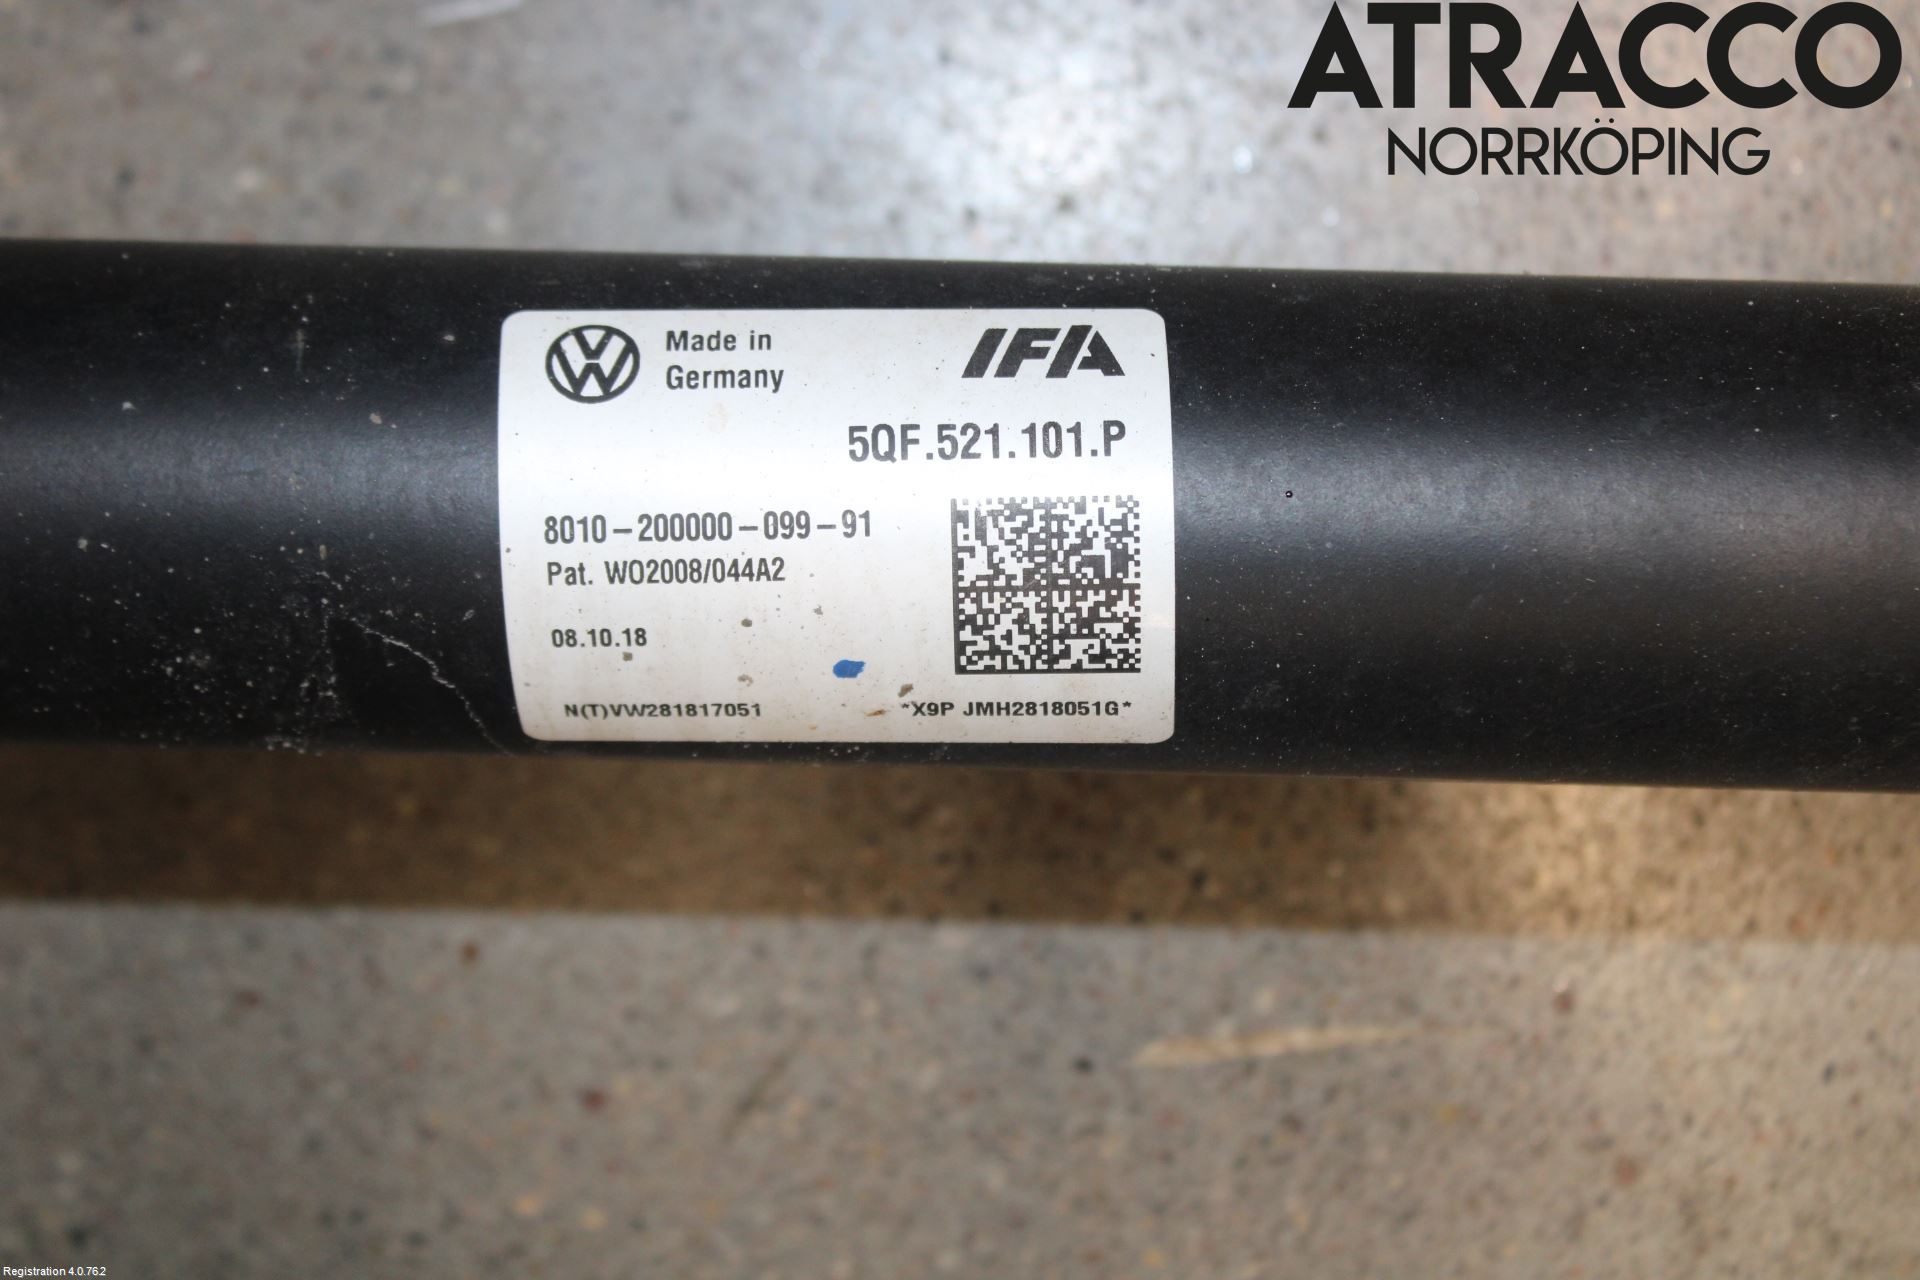 ATRACCO
NORRKÖPING
Made in
Germany
IFA
5QF.521.101.P
8010-200000-099-91
Pat. WO2008/044A2
08.10.18
N(T)VW281817051
*X9P JMH2818051G*
Registration 4.0.76.2